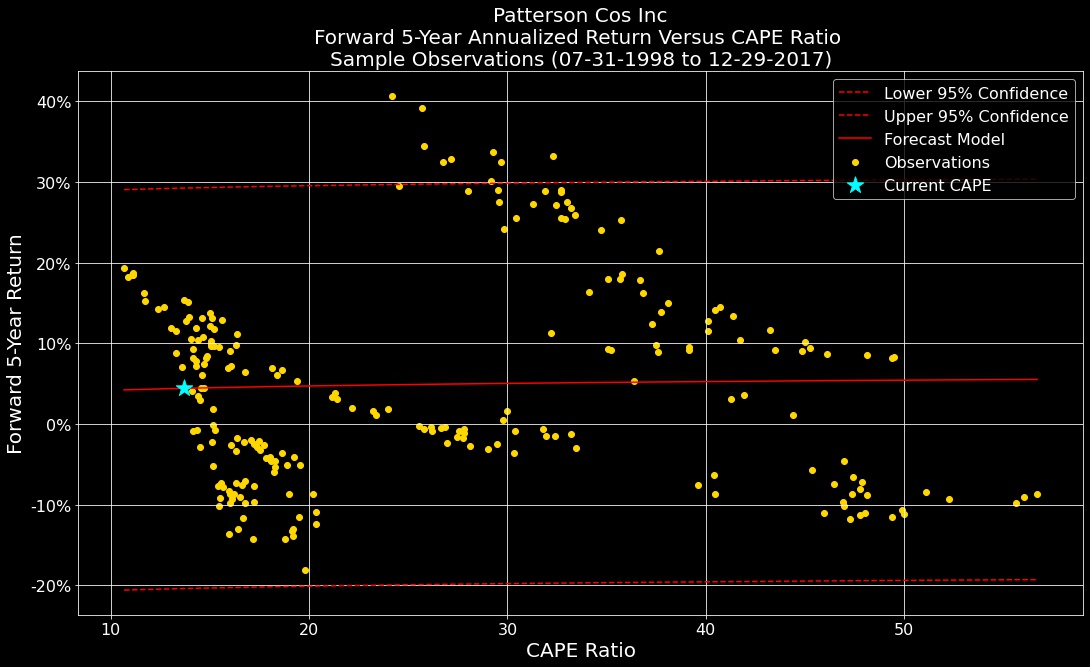 Patterson Cos Inc
Forward 5-Year Annualized Return Versus CAPE Ratio
Sample Observations (07-31-1998 to 12-29-2017)
Lower 95% Confidence
Upper 95% Confidence
Forecast Model
Observations
Current CAPE
Forward 5-Year Return
40%
30%
20%
10%
0%
-10%
-20%
10
20
30
40
50
CAPE Ratio